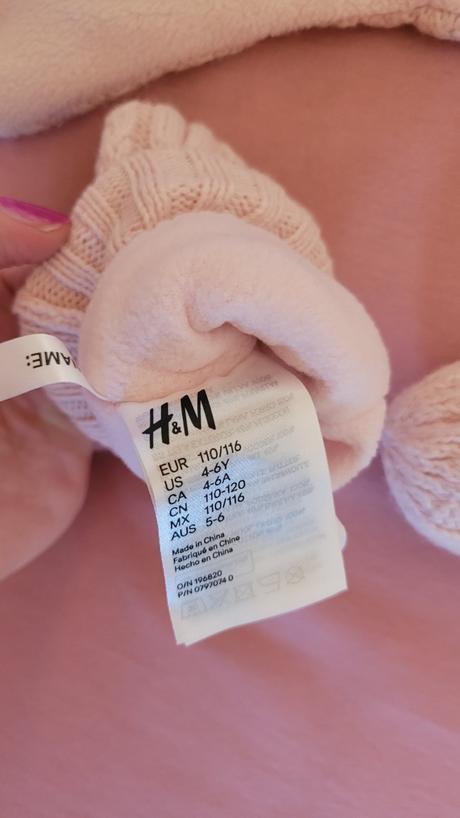 NAME:
H&M
EUR 110/116
US 4-6Y
CA 4-6A
CN 110-120
MX 110/116
AUS 5-6
Made in China
Fabriqué en Chine
Hecho en China
O/N 196820
P/N 0797074 0